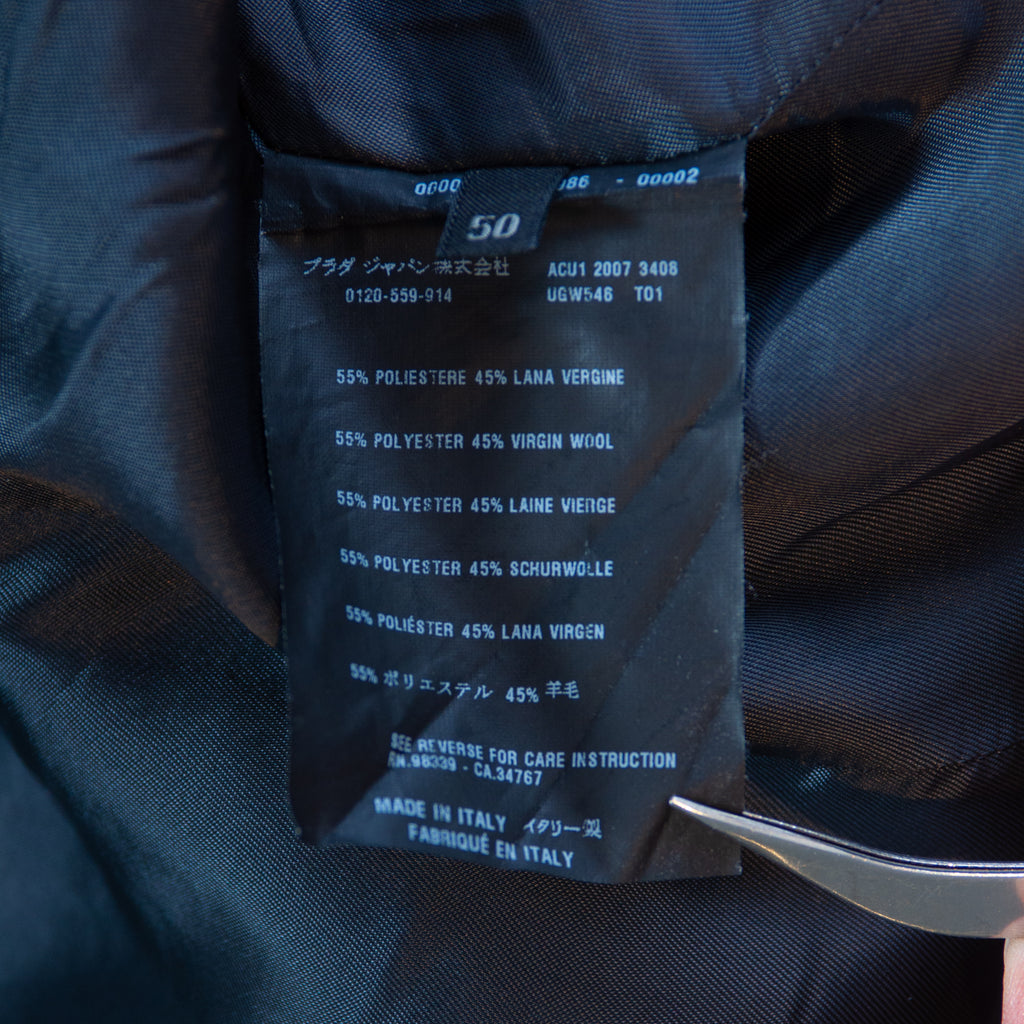 - 00002
50
プラダ ジャパン株式会社 ACU1 2007 3408
0120-559-914 UGW546 T01
55% POLIESTERE 45% LANA VERGINE
55% POLYESTER 45% VIRGIN WOOL
55% POLYESTER 45% LAINE VIERGE
55% POLYESTER 45% SCHURWOLLE
55% POLIÉSTER 45% LANA VIRGEN
55% ポリエステル 45% 羊毛
SEE REVERSE FOR CARE INSTRUCTION
RN.98339 - CA.34767
MADE IN ITALY イタリー製
FABRIQUÉ EN ITALY